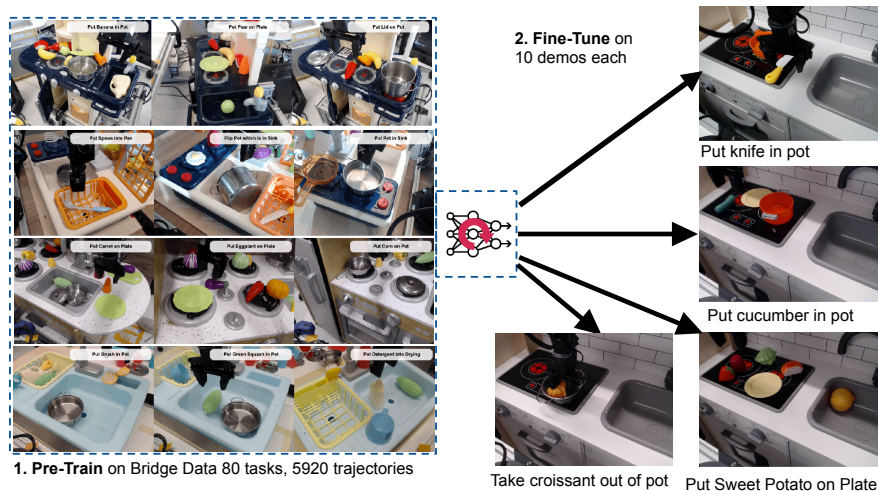 Put Banana in Pot
Put Pear on Plate
Put Lid on Pot
Put Spoon into Pan
Flip Pot which is in Sink
Put Pot in Sink
Put Carrot on Plate
Put Eggplant on Plate
Put Corn on Pot
Put Brush in Pot
Put Green Squash in Pot
Put Detergent into Drying
1. Pre-Train on Bridge Data 80 tasks, 5920 trajectories
2. Fine-Tune on
10 demos each
Put knife in pot
Put cucumber in pot
Take croissant out of pot
Put Sweet Potato on Plate